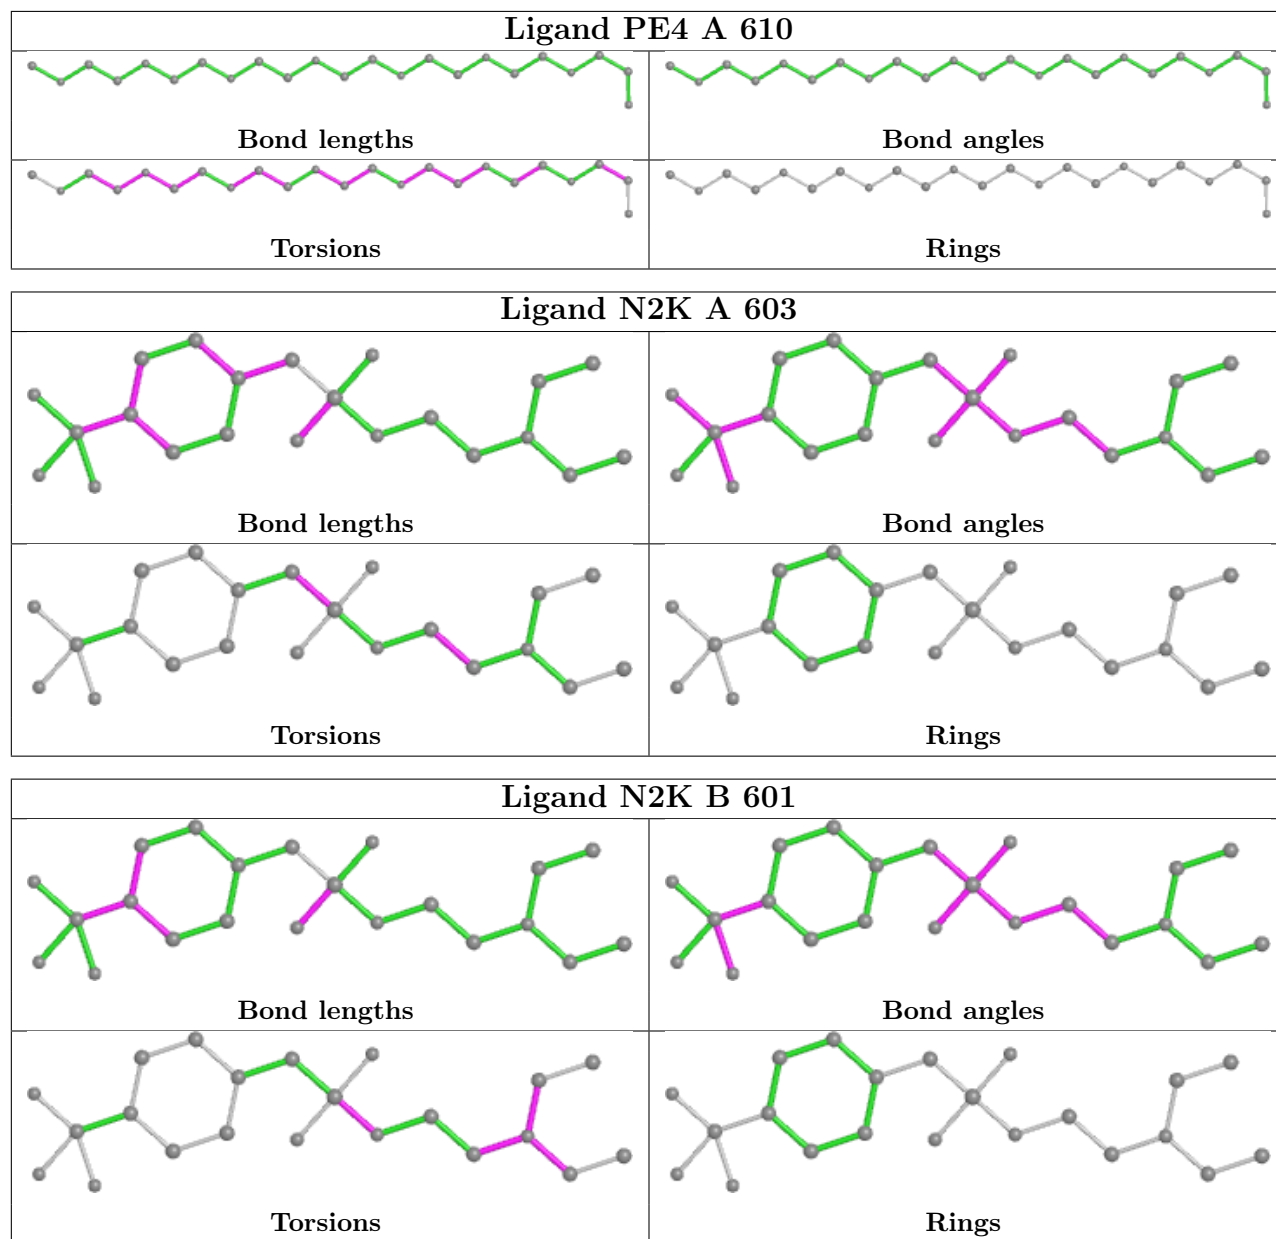 Ligand PE4 A 610
Bond lengths
Bond angles
Torsions
Rings
Ligand N2K A 603
Bond lengths
Bond angles
Torsions
Rings
Ligand N2K B 601
Bond lengths
Bond angles
Torsions
Rings